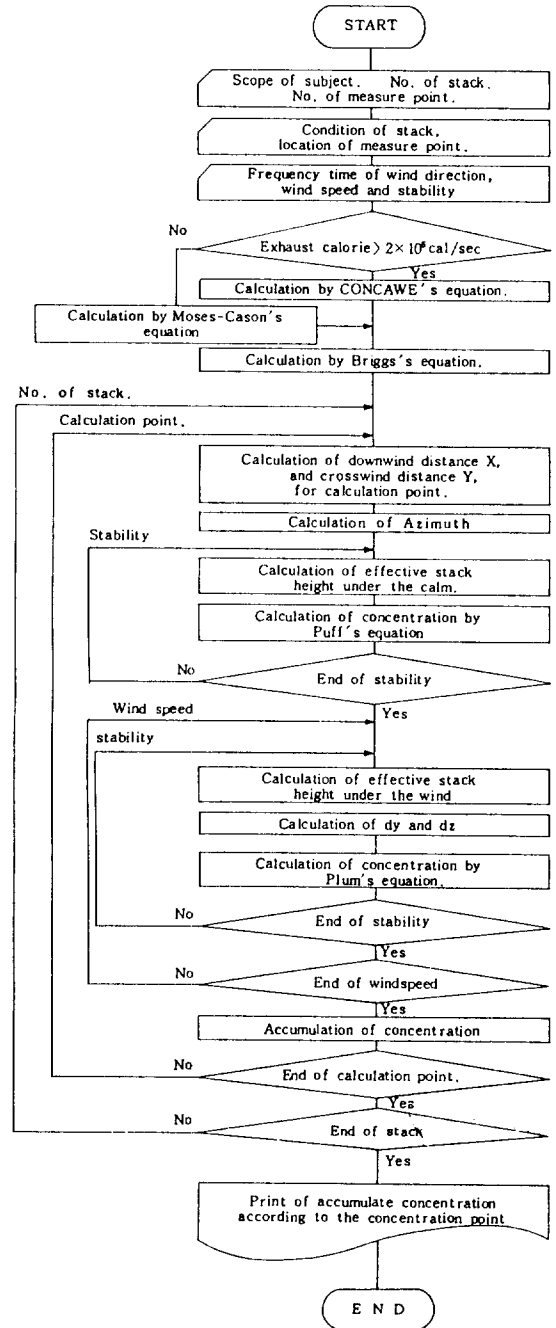 START
Scope of subject. No. of stack.
No. of measure point.
Condition of stack,
location of measure point.
Frequency time of wind direction,
wind speed and stability
No
Exhaust calorie > 2 × 10⁶ cal/sec
Yes
Calculation by CONCAWE's equation.
Calculation by Moses-Cason's
equation
Calculation by Briggs's equation.
No. of stack.
Calculation point.
Calculation of downwind distance X,
and crosswind distance Y,
for calculation point.
Calculation of Azimuth
Stability
Calculation of effective stack
height under the calm.
Calculation of concentration by
Puff's equation
No
End of stability
Yes
Wind speed
stability
Calculation of effective stack
height under the wind
Calculation of dy and dz
Calculation of concentration by
Plum's equation.
No
End of stability
Yes
No
End of windspeed
Yes
Accumulation of concentration
No
End of calculation point.
Yes
No
End of stack
Yes
Print of accumulate concentration
according to the concentration point
END